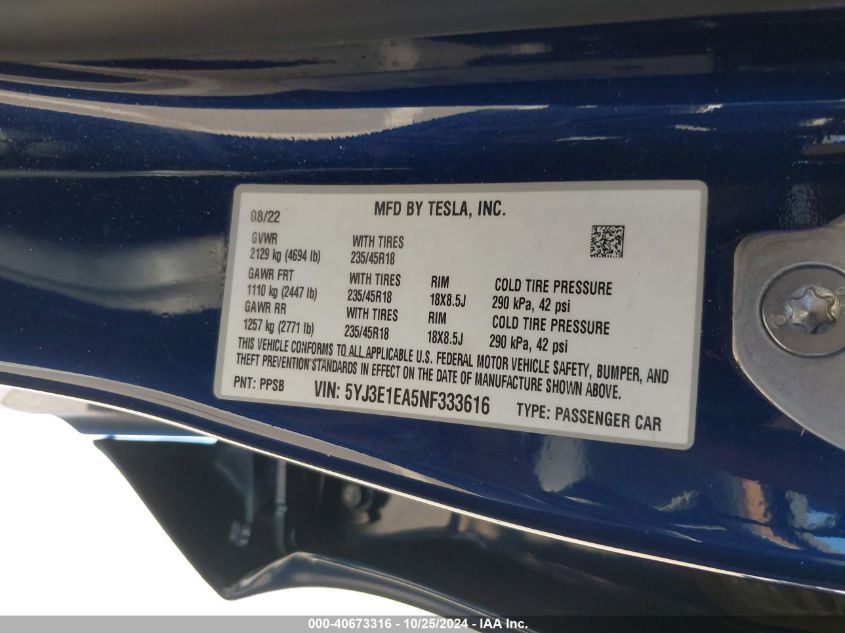 08/22 MFD BY TESLA, INC.
GVWR WITH TIRES
2129 kg (4694 lb) 235/45R18
GAWR FRT WITH TIRES RIM COLD TIRE PRESSURE
1110 kg (2447 lb) 235/45R18 18X8.5J 290 kPa, 42 psi
GAWR RR WITH TIRES RIM COLD TIRE PRESSURE
1257 kg (2771 lb) 235/45R18 18X8.5J 290 kPa, 42 psi
THIS VEHICLE CONFORMS TO ALL APPLICABLE U.S. FEDERAL MOTOR VEHICLE SAFETY, BUMPER, AND
THEFT PREVENTION STANDARDS IN EFFECT ON THE DATE OF MANUFACTURE SHOWN ABOVE.
PNT: PPSB VIN: 5YJ3E1EA5NF333616 TYPE: PASSENGER CAR
000-40673316 - 10/25/2024 - IAA Inc.